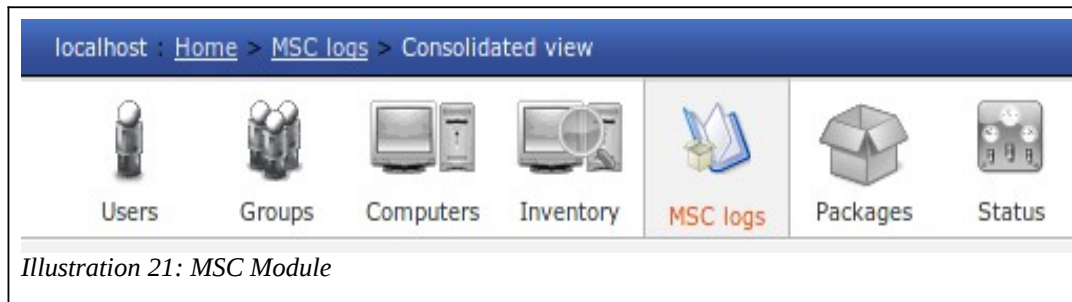 localhost : Home > MSC logs > Consolidated view
Users Groups Computers Inventory MSC logs Packages Status
Illustration 21: MSC Module